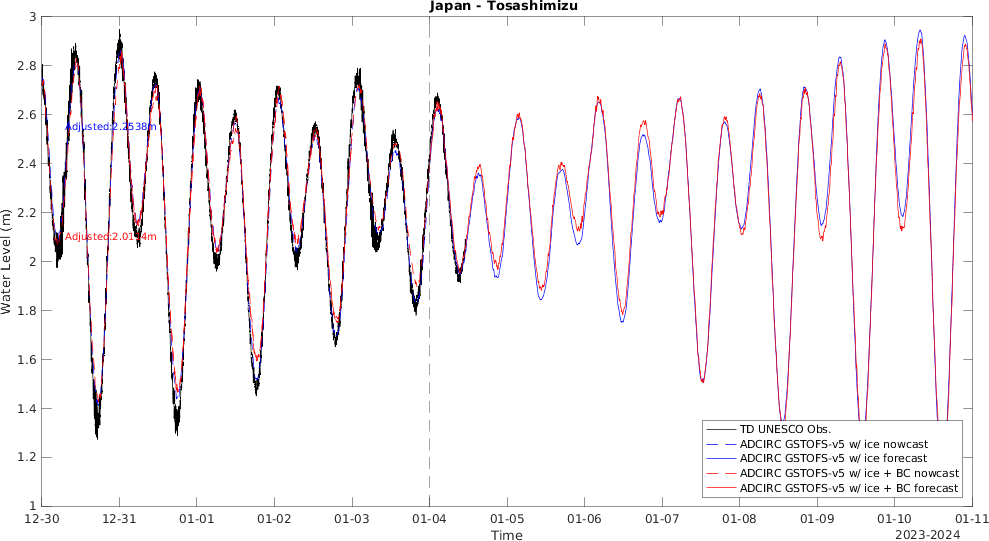 Japan - Tosashimizu
3
2.8
2.6
2.4
2.2
2
1.8
1.6
1.4
1.2
1
Water Level (m)
Adjusted:2.2538m
TD UNESCO Obs.
ADCIRC GSTOFS-v5 w/ ice nowcast
ADCIRC GSTOFS-v5 w/ ice forecast
ADCIRC GSTOFS-v5 w/ ice + BC nowcast
ADCIRC GSTOFS-v5 w/ ice + BC forecast
12-30 12-31 01-01 01-02 01-03 01-04 01-05 01-06 01-07 01-08 01-09 01-10 01-11
Time
2023-2024